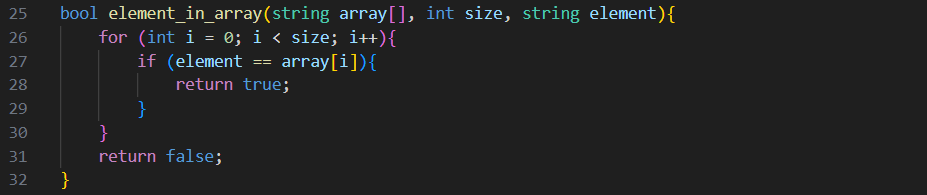 25 bool element_in_array(string array[], int size, string element){
26     for (int i = 0; i < size; i++){
27         if (element == array[i]){
28             return true;
29         }
30     }
31     return false;
32 }